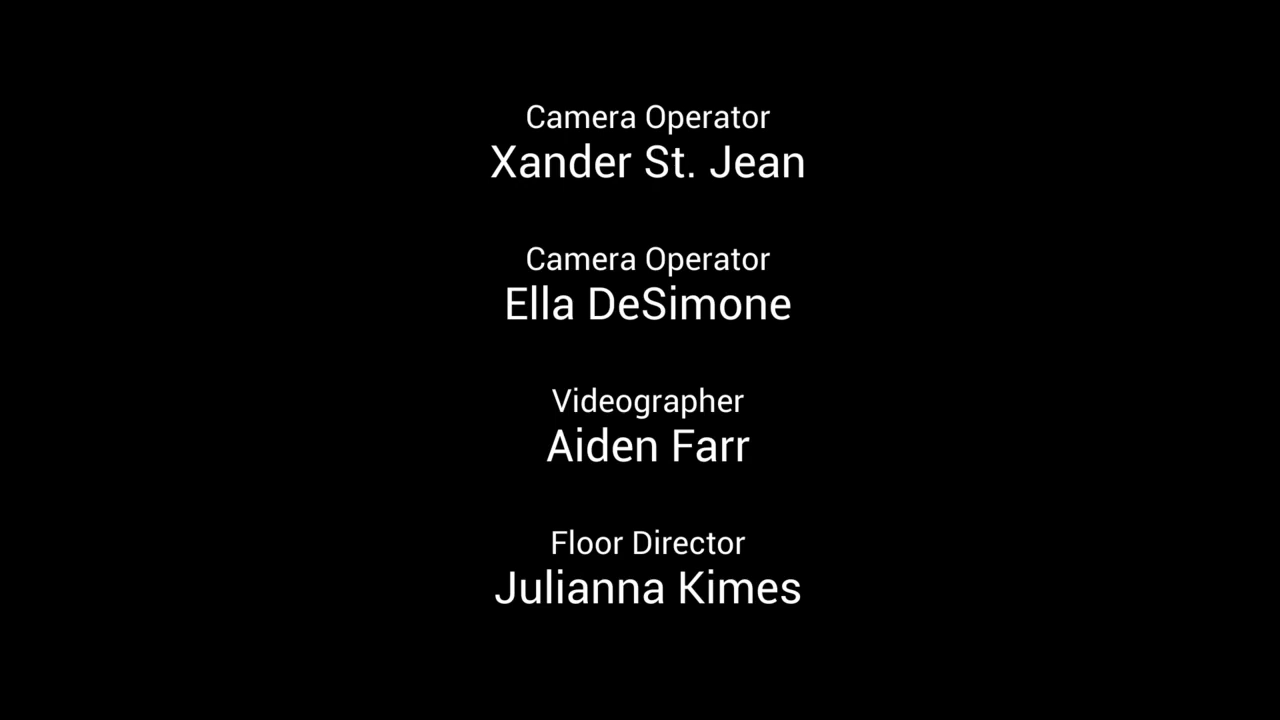 Camera Operator
Xander St. Jean
Camera Operator
Ella DeSimone
Videographer
Aiden Farr
Floor Director
Julianna Kimes